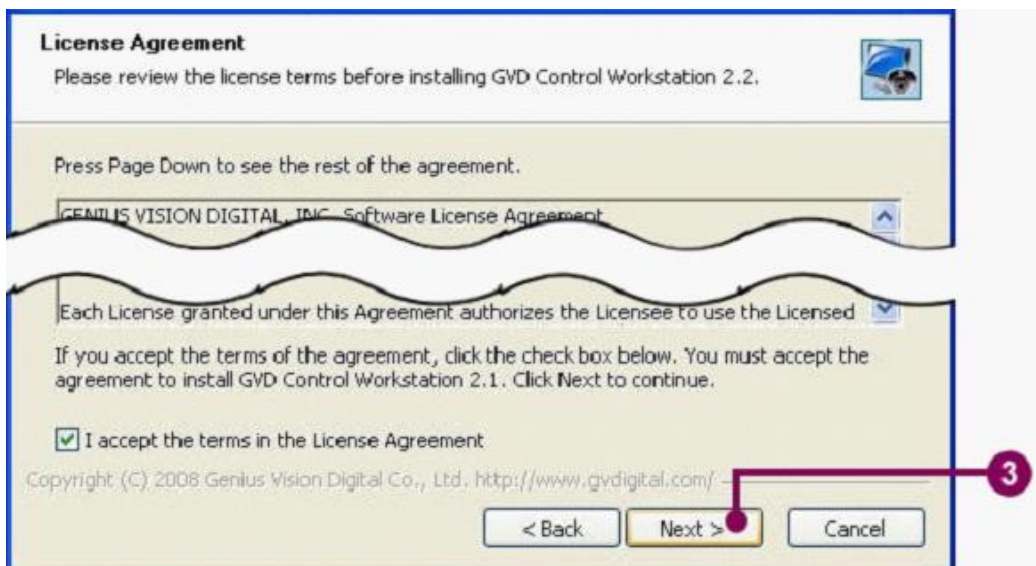 License Agreement
Please review the license terms before installing GVD Control Workstation 2.2.
Press Page Down to see the rest of the agreement.
GENIUS VISION DIGITAL, INC. Software License Agreement
Each License granted under this Agreement authorizes the Licensee to use the Licensed
If you accept the terms of the agreement, click the check box below. You must accept the
agreement to install GVD Control Workstation 2.1. Click Next to continue.
I accept the terms in the License Agreement
Copyright (C) 2008 Genius Vision Digital Co., Ltd. http://www.gvdigital.com/
3
< Back Next > Cancel